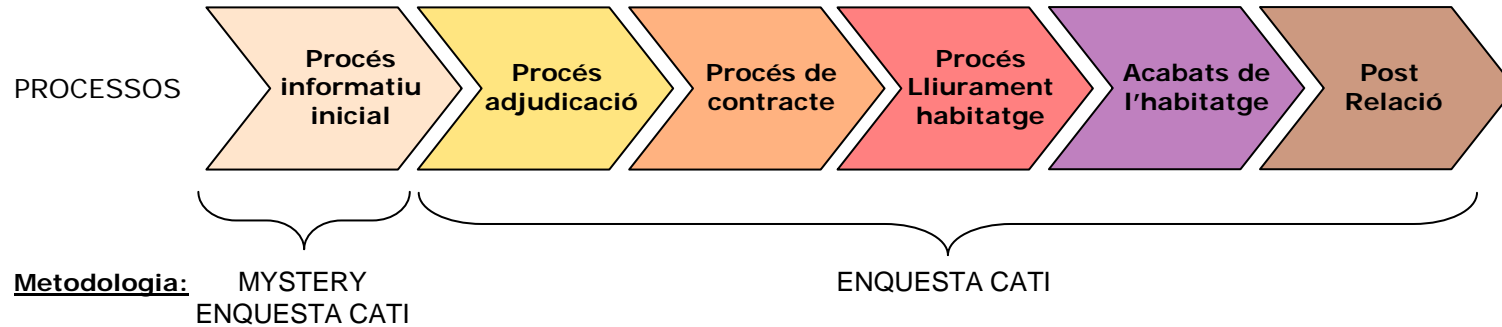 PROCESSOS
Procés
informatiu
inicial
Procés
adjudicació
Procés de
contracte
Procés
Lliurament
habitatge
Acabats de
l'habitatge
Post
Relació
Metodologia:
MYSTERY
ENQUESTA CATI
ENQUESTA CATI